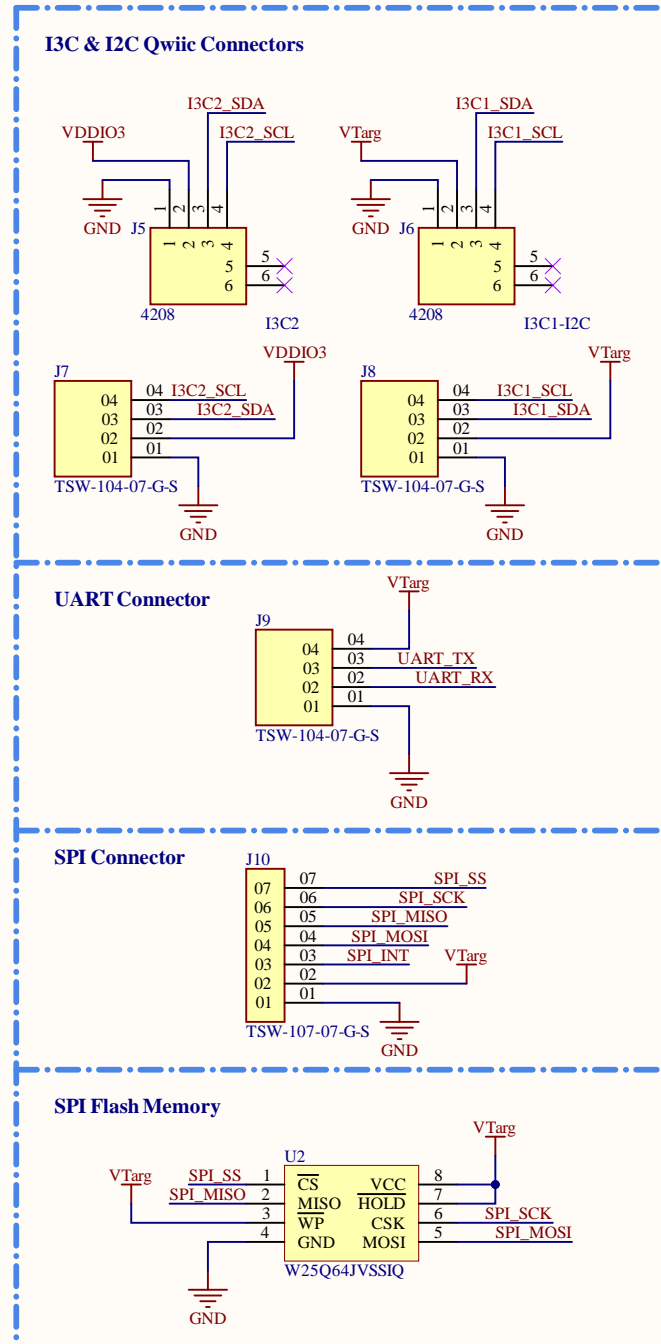 I3C & I2C Qwiic Connectors
I3C2_SDA
I3C1_SDA
VDDIO3
I3C2_SCL
VTarg
I3C1_SCL
1
2
3
4
1
2
3
4
GND
J5
GND
J6
1
2
3
4
1
2
3
4
5
5
5
5
6
6
6
6
4208
I3C2
4208
I3C1-I2C
VDDIO3
VTarg
J7
J8
04 04 I3C2_SCL
04 04 I3C1_SCL
03 03 I3C2_SDA
03 03 I3C1_SDA
02 02
02 02
01 01
01 01
TSW-104-07-G-S
TSW-104-07-G-S
GND
GND
UART Connector
VTarg
J9
04 04
03 03 UART_TX
02 02 UART_RX
01 01
TSW-104-07-G-S
GND
SPI Connector
J10
07 07 SPI_SS
06 06 SPI_SCK
05 05 SPI_MISO
04 04 SPI_MOSI
03 03 SPI_INT
VTarg
02 02
01 01
TSW-107-07-G-S
GND
SPI Flash Memory
VTarg
U2
VTarg
SPI_SS 1 CS VCC 8
SPI_MISO 2 MISO HOLD 7
3 WP CSK 6 SPI_SCK
4 GND MOSI 5 SPI_MOSI
W25Q64JVSSIQ
GND